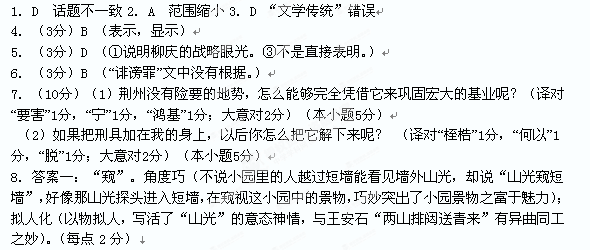 1. D 话题不一致 2. A 范围缩小 3. D “文学传统”错误
4. （3分）B（表示，显示）
5. （3分）D（①说明柳庆的战略眼光。③不是直接表明。）
6. （3分）B（“诽谤罪”文中没有根据。）
7. （10分）（1）荆州没有险要的地势，怎么能够完全凭借它来巩固宏大的基业呢？（译对
“要害”1分，“宁”1分，“鸿基”1分；大意对2分）（本小题5分）
（2）如果把刑具加在我的身上，以后你怎么把它解下来呢？ （译对“桎梏”1分，“何以”1
分，“脱”1分；大意对2分）（本小题5分）
8. 答案一：“窥”。角度巧（不说小园里的人越过短墙能看见墙外山光，却说“山光窥短
墙”，好像那山光探头进入短墙，在窥视这小园中的景物，巧妙突出了小园景物之富于魅力）；
拟人化（以物拟人，写活了“山光”的意态神情，与王安石“两山排闼送青来”有异曲同工
之妙）。（每点2分）